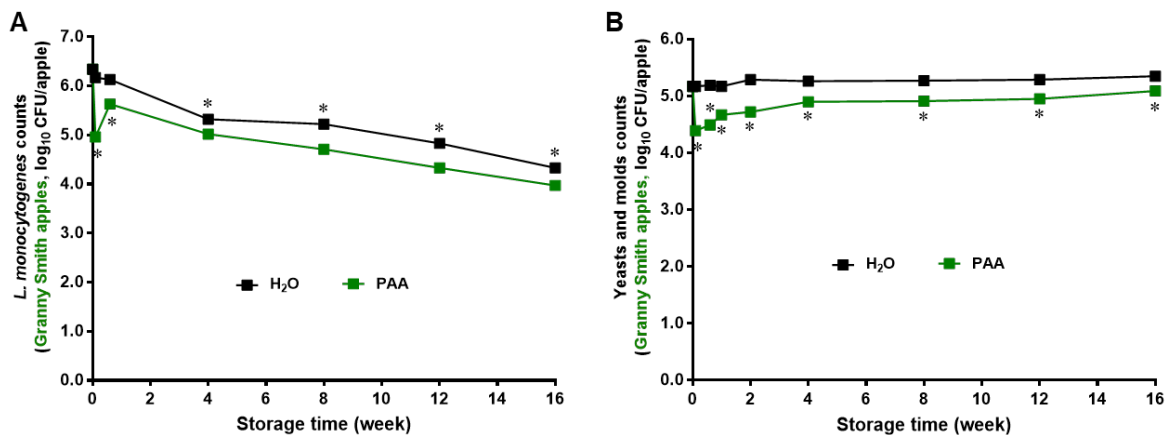 A
L. monocytogenes counts
(Granny Smith apples, log₁₀ CFU/apple)
7.0
6.0
5.0
4.0
3.0
2.0
1.0
0.0
* * * * * *
H₂O PAA
0 2 4 6 8 10 12 14 16
Storage time (week)
B
Yeasts and molds counts
(Granny Smith apples, log₁₀ CFU/apple)
6.0
5.0
4.0
3.0
2.0
1.0
0.0
* * * * * * * *
H₂O PAA
0 2 4 6 8 10 12 14 16
Storage time (week)